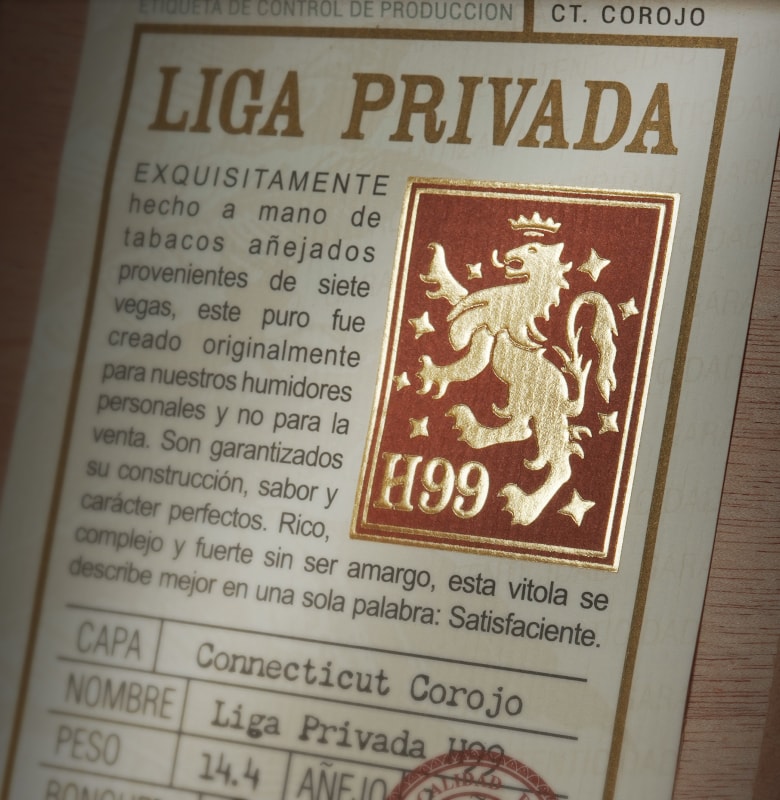 ETIQUETA DE CONTROL DE PRODUCCION
CT. COROJO
LIGA PRIVADA
EXQUISITAMENTE
hecho a mano de
tabacos añejados
provenientes de siete
vegas, este puro fue
creado originalmente
para nuestros humidores
personales y no para la
venta. Son garantizados
su construcción, sabor y
carácter perfectos. Rico,
complejo y fuerte sin ser amargo, esta vitola se
describe mejor en una sola palabra: Satisfaciente.
H99
CAPA Connecticut Corojo
NOMBRE Liga Privada H99
PESO 14.4 AÑEJO
CALIDAD